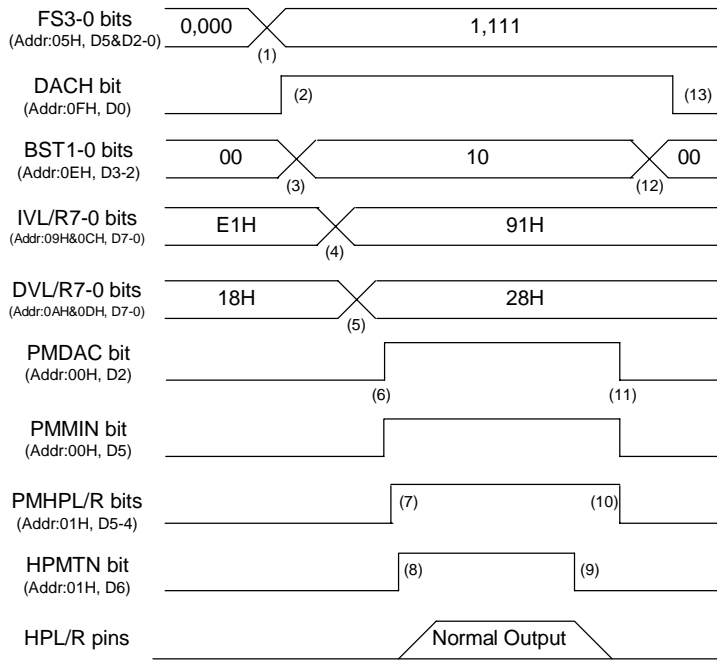 FS3-0 bits
(Addr:05H, D5&D2-0)
0,000
1,111
(1)
DACH bit
(Addr:0FH, D0)
(2)
(13)
BST1-0 bits
(Addr:0EH, D3-2)
00
10
00
(3)
(12)
IVL/R7-0 bits
(Addr:09H&0CH, D7-0)
E1H
91H
(4)
DVL/R7-0 bits
(Addr:0AH&0DH, D7-0)
18H
28H
(5)
PMDAC bit
(Addr:00H, D2)
(6)
(11)
PMMIN bit
(Addr:00H, D5)
PMHPL/R bits
(Addr:01H, D5-4)
(7)
(10)
HPMTN bit
(Addr:01H, D6)
(8)
(9)
HPL/R pins
Normal Output